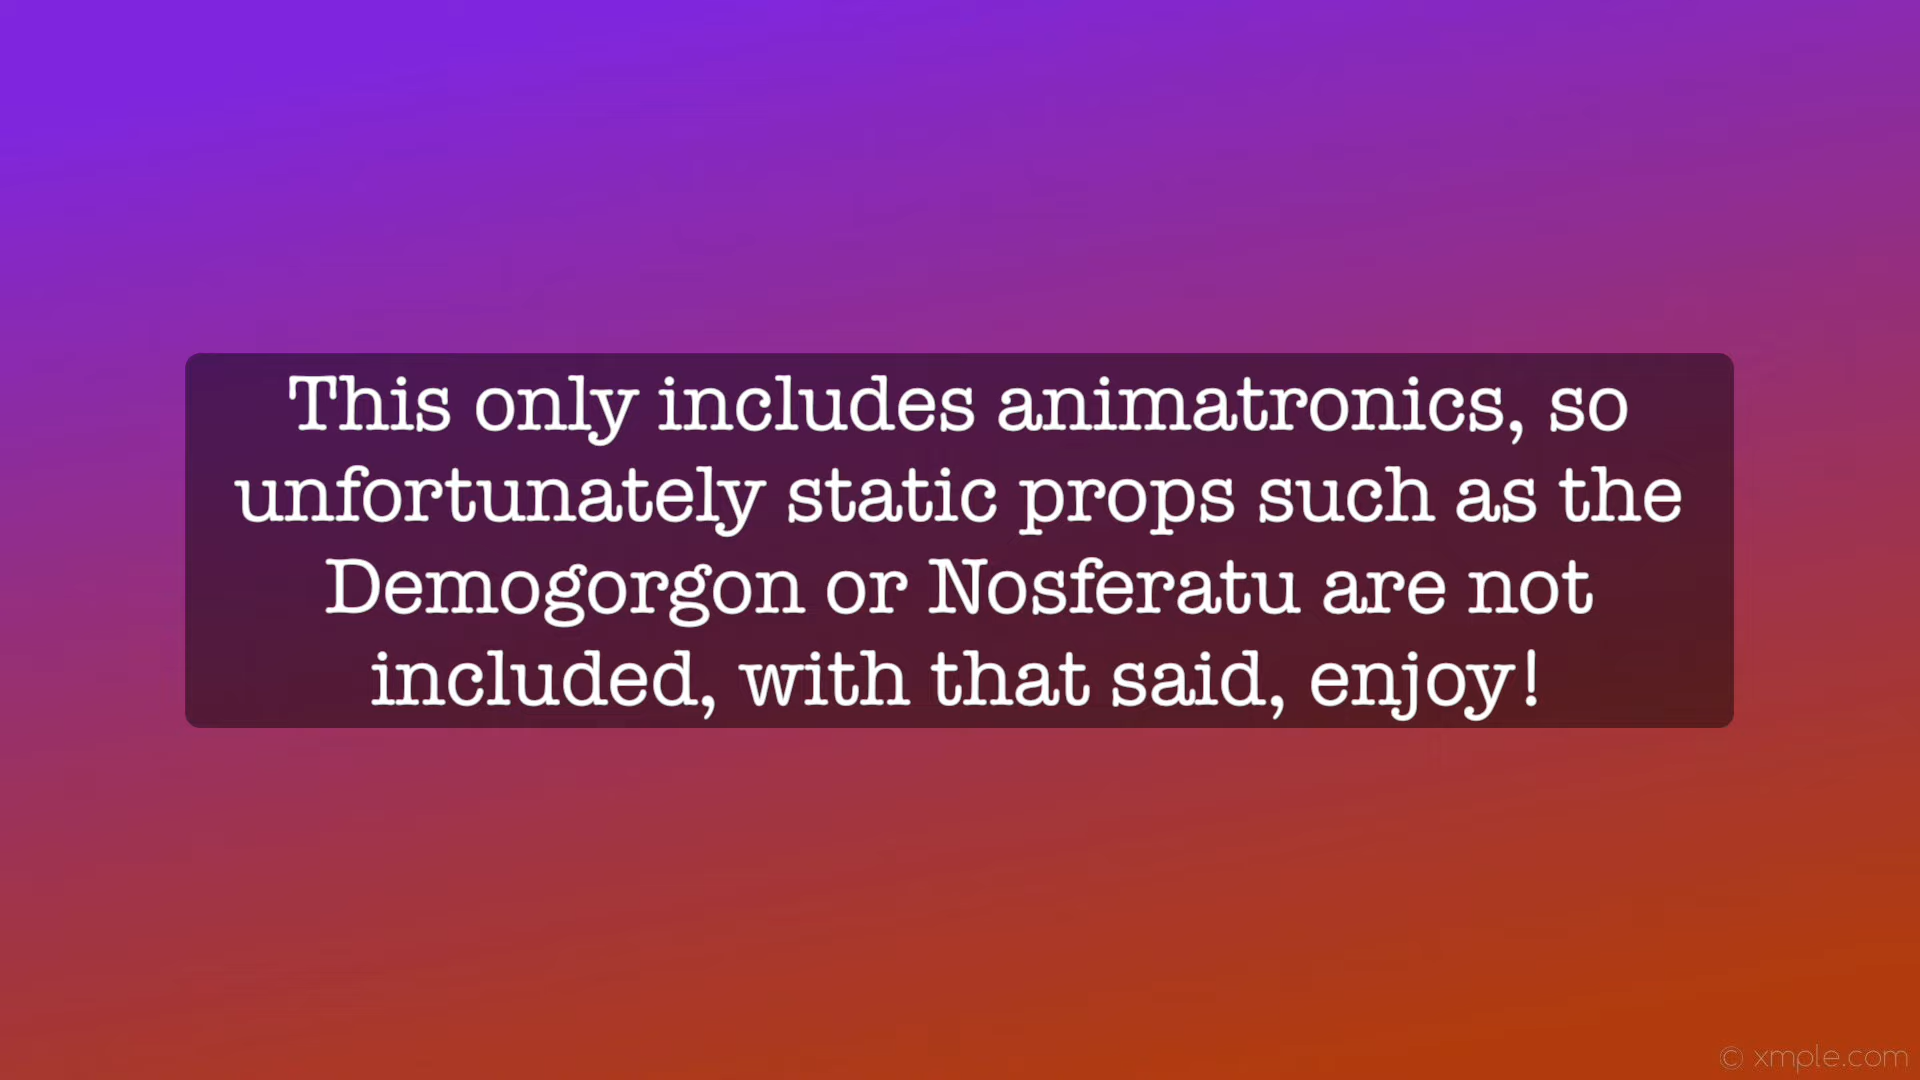 This only includes animatronics, so
unfortunately static props such as the
Demogorgon or Nosferatu are not
included, with that said, enjoy!
© xmple.com